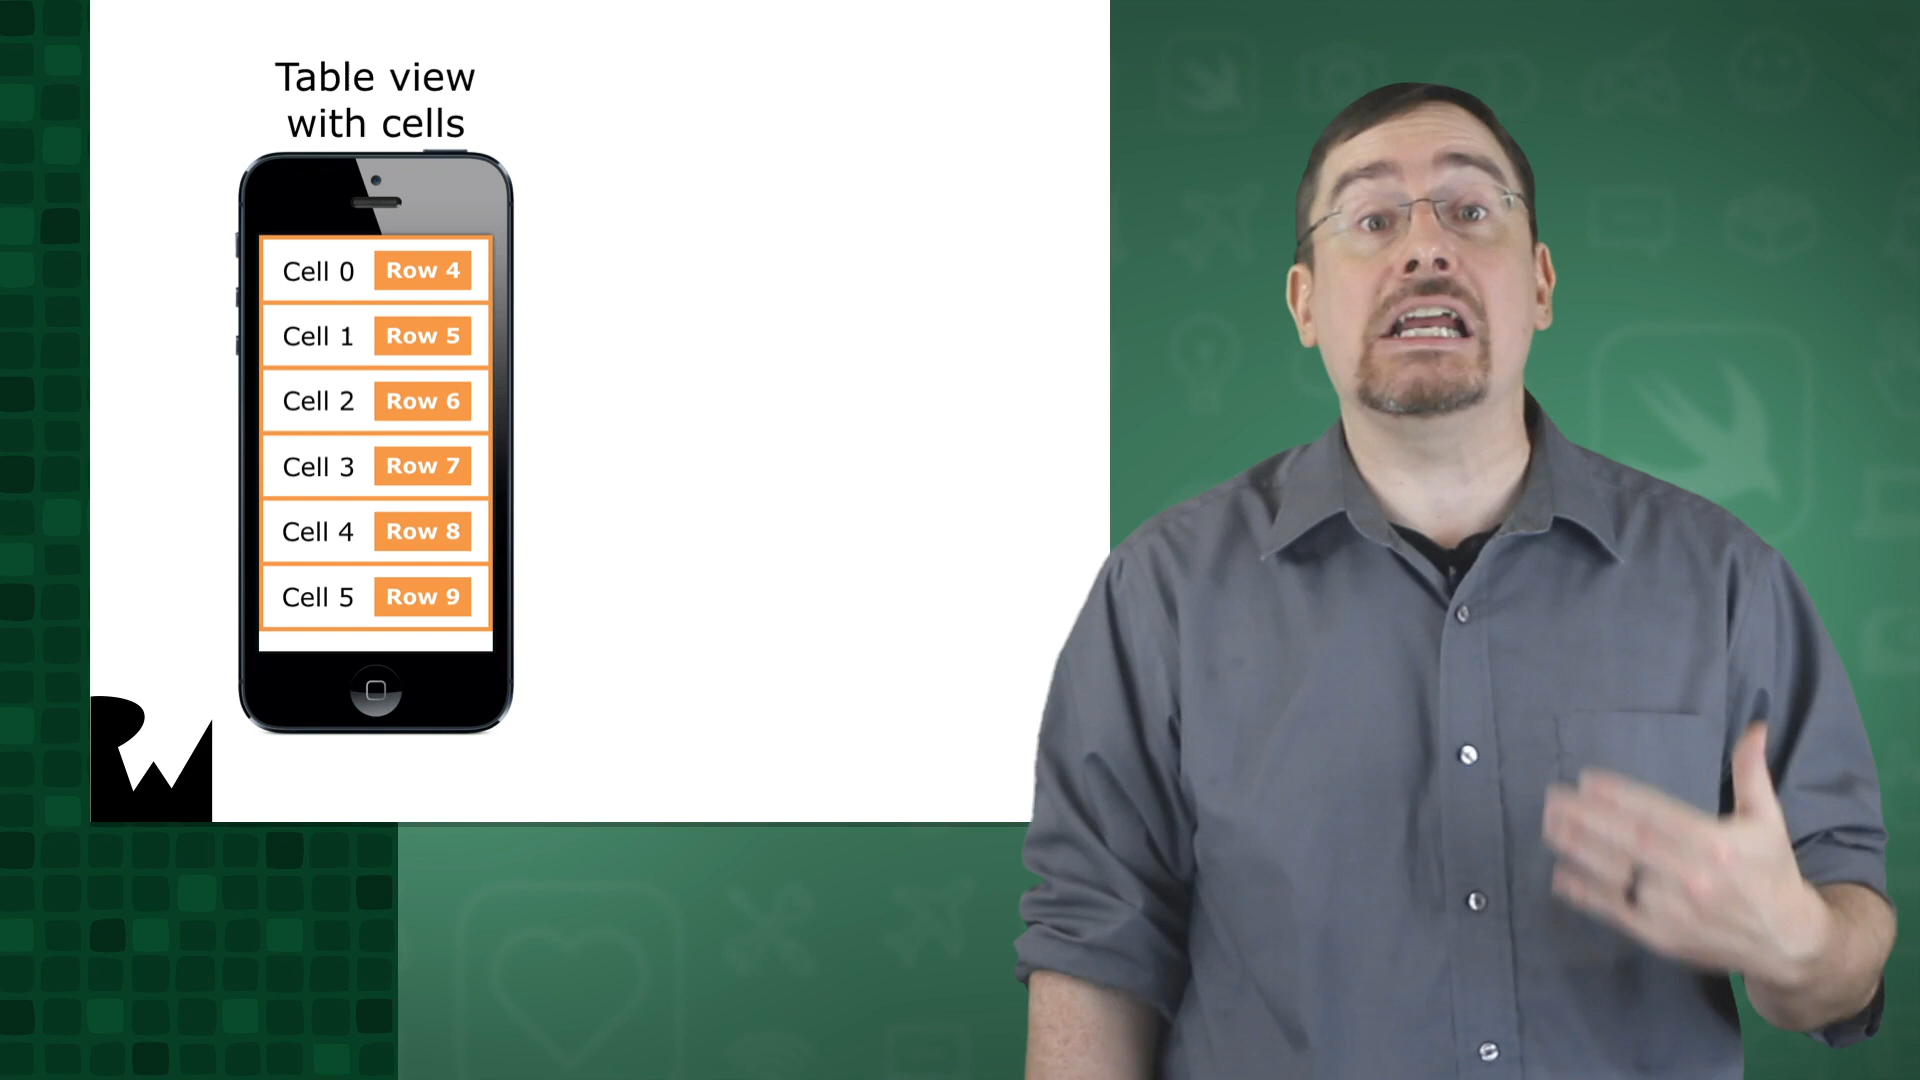 Table view
with cells
Cell 0 Row 4
Cell 1 Row 5
Cell 2 Row 6
Cell 3 Row 7
Cell 4 Row 8
Cell 5 Row 9
RW